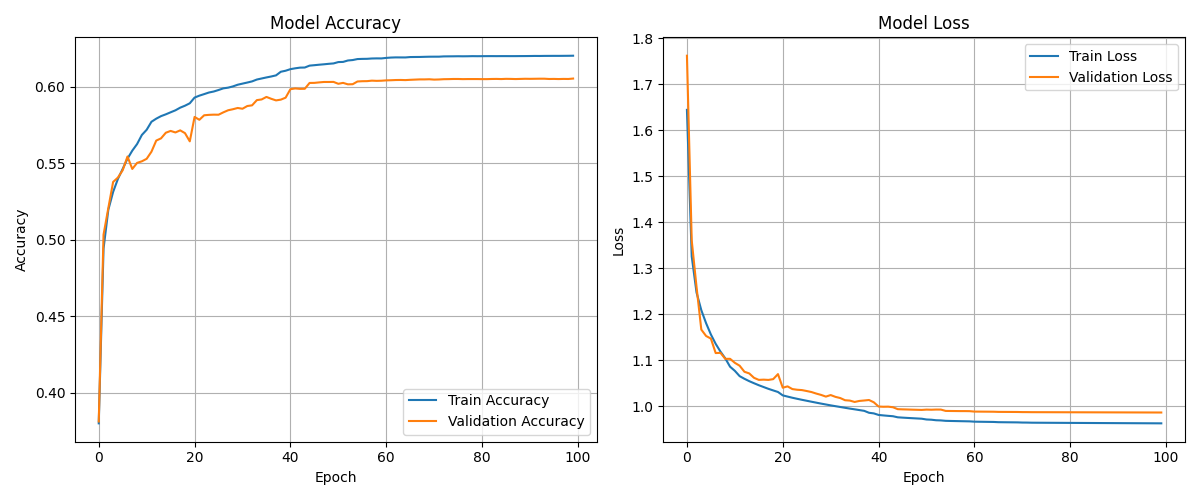 Model Accuracy
Accuracy
0.60
0.55
0.50
0.45
0.40
0 20 40 60 80 100
Epoch
Train Accuracy
Validation Accuracy
Model Loss
Loss
1.8
1.7
1.6
1.5
1.4
1.3
1.2
1.1
1.0
0 20 40 60 80 100
Epoch
Train Loss
Validation Loss